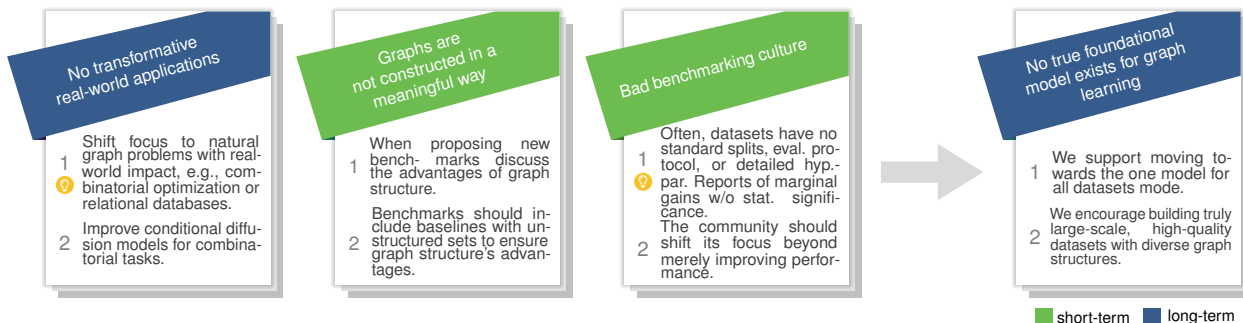 No transformative
real-world applications
1
Shift focus to natural
graph problems with real-
world impact, e.g., com-
binatorial optimization or
relational databases.
2
Improve conditional diffu-
sion models for combina-
torial tasks.
Graphs are
not constructed in a
meaningful way
1
When proposing new
bench- marks discuss
the advantages of graph
structure.
2
Benchmarks should in-
clude baselines with un-
structured sets to ensure
graph structure's advan-
tages.
Bad benchmarking culture
1
Often, datasets have no
standard splits, eval. pro-
tocol, or detailed hyp.-
par. Reports of marginal
gains w/o stat. signifi-
cance.
2
The community should
shift its focus beyond
merely improving perfor-
mance.
No true foundational
model exists for graph
learning
1
We support moving to-
wards the one model for
all datasets mode.
2
We encourage building truly
large-scale, high-quality
datasets with diverse graph
structures.
short-term long-term